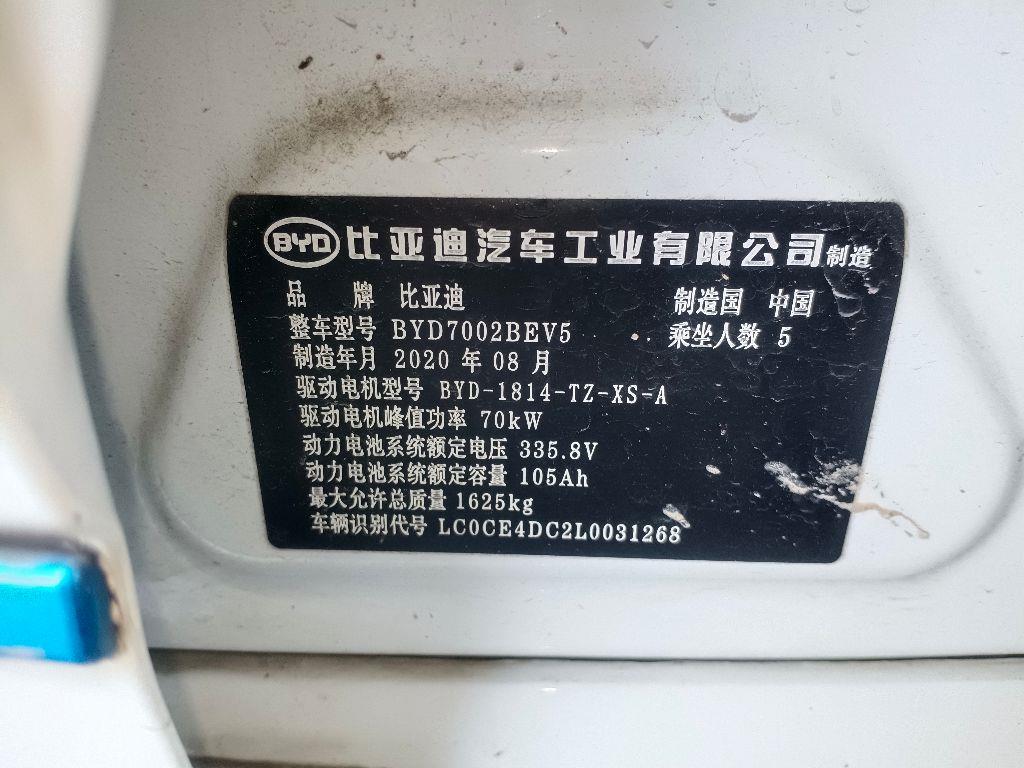 BYD 比亚迪汽车工业有限公司制造
品 牌 比亚迪 制造国 中国
整车型号 BYD7002BEV5 乘坐人数 5
制造年月 2020 年 08 月
驱动电机型号 BYD-1814-TZ-XS-A
驱动电机峰值功率 70kW
动力电池系统额定电压 335.8V
动力电池系统额定容量 105Ah
最大允许总质量 1625kg
车辆识别代号 LC0CE4DC2L0031268